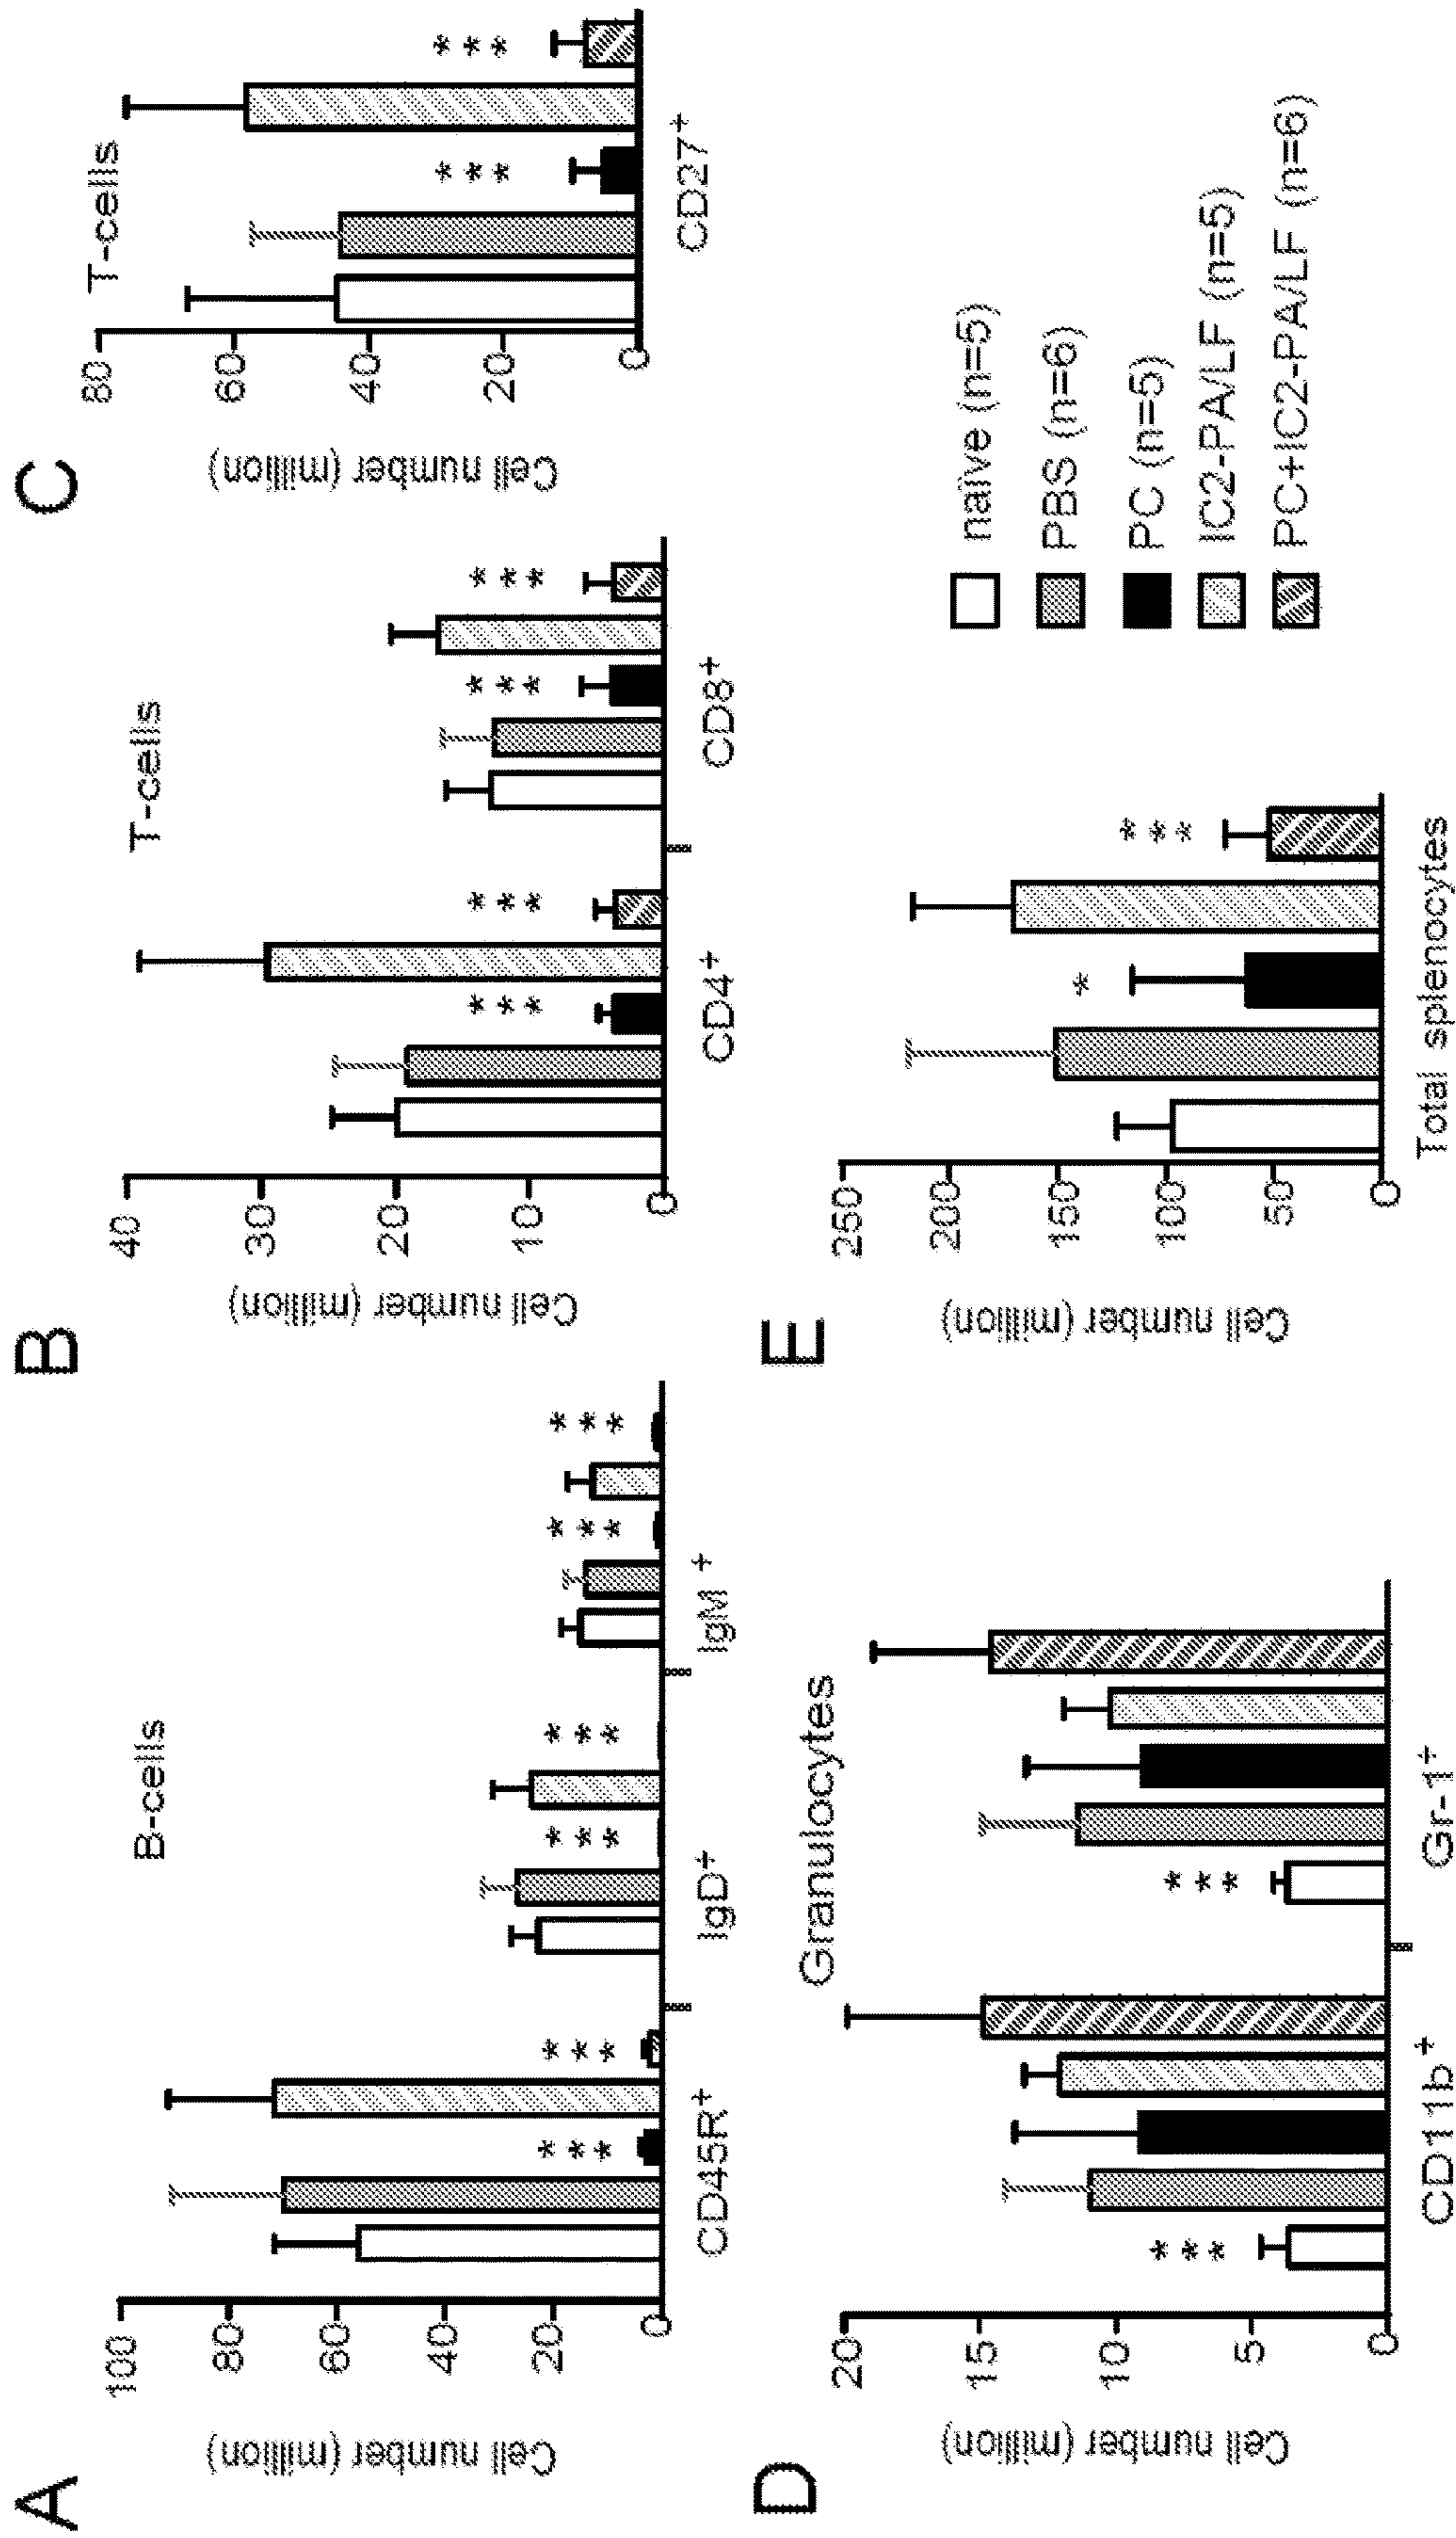 A
B-cells
Cell number (million)
100
80
60
40
20
0
CD45R+
IgD+
IgM +
***
***
***
***
***
***
B
T-cells
Cell number (million)
40
30
20
10
0
CD4+
CD8+
***
***
***
***
C
T-cells
Cell number (million)
80
60
40
20
0
CD27+
***
***
D
Granulocytes
Cell number (million)
20
15
10
5
0
CD11b+
Gr-1+
***
***
E
Cell number (million)
250
200
150
100
50
0
Total splenocytes
*
***
naïve (n=5)
PBS (n=6)
PC (n=5)
IC2-PA/LF (n=5)
PC+IC2-PA/LF (n=6)